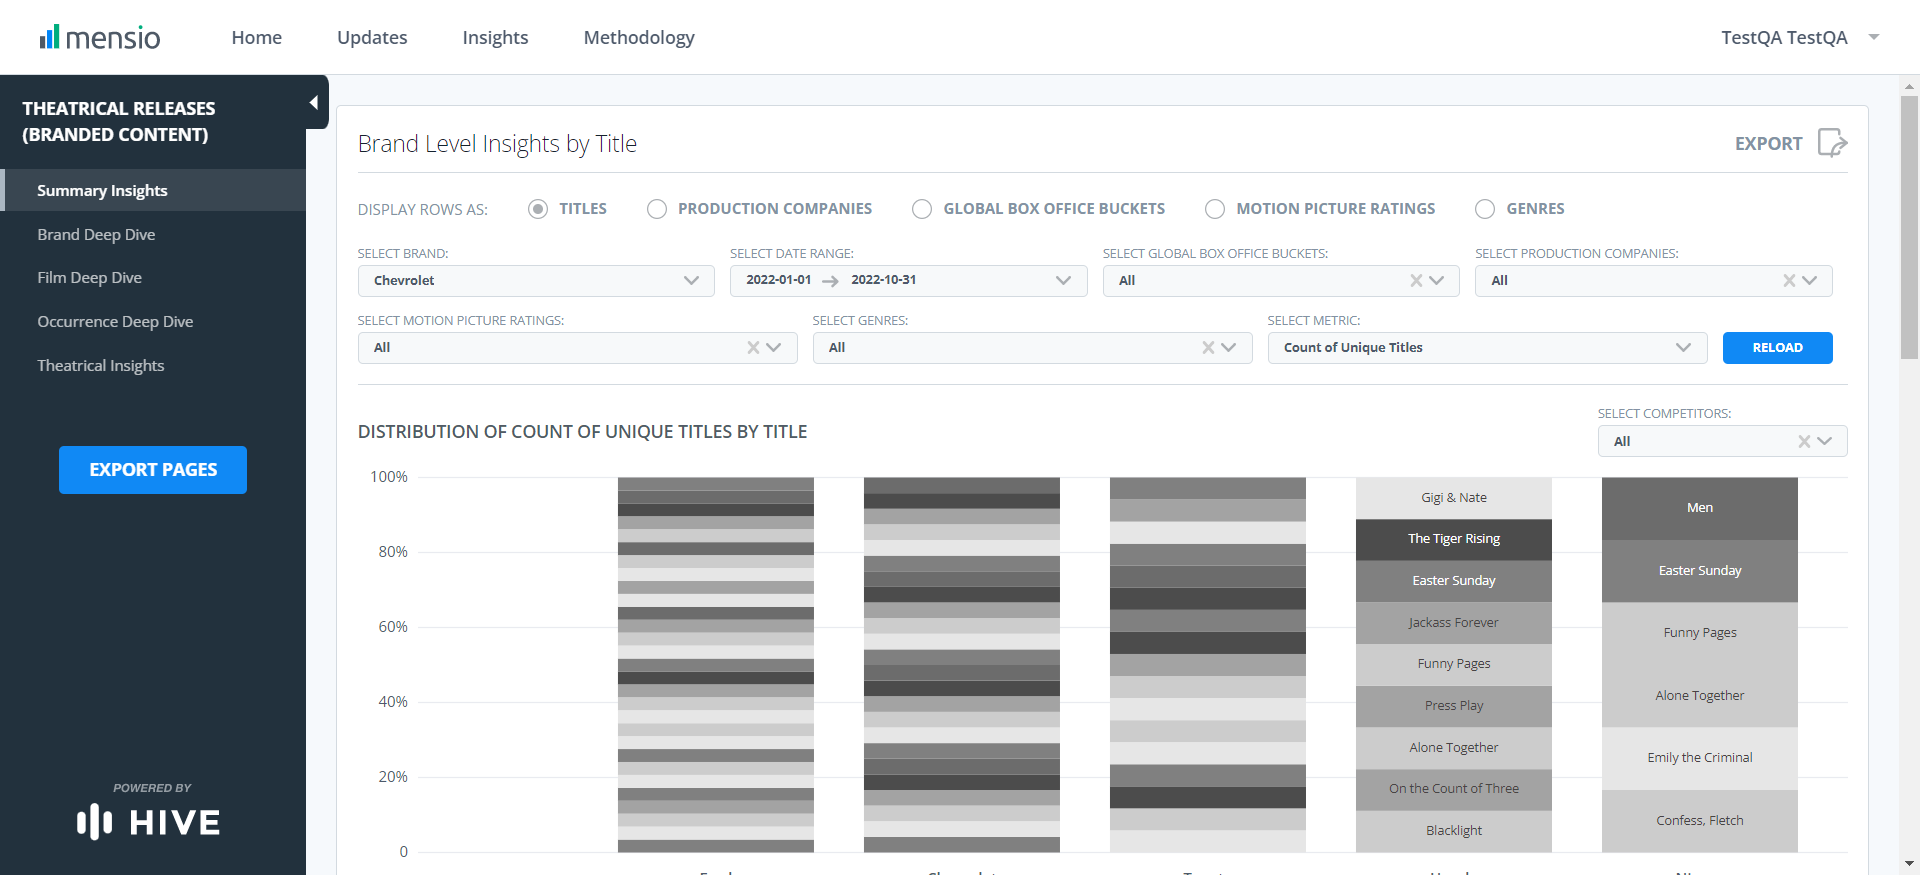 mensio
Home
Updates
Insights
Methodology
TestQA TestQA
THEATRICAL RELEASES
(BRANDED CONTENT)
Summary Insights
Brand Deep Dive
Film Deep Dive
Occurrence Deep Dive
Theatrical Insights
EXPORT PAGES
POWERED BY
HIVE
Brand Level Insights by Title
EXPORT
DISPLAY ROWS AS:
TITLES
PRODUCTION COMPANIES
GLOBAL BOX OFFICE BUCKETS
MOTION PICTURE RATINGS
GENRES
SELECT BRAND:
Chevrolet
SELECT DATE RANGE:
2022-01-01 → 2022-10-31
SELECT GLOBAL BOX OFFICE BUCKETS:
All
SELECT PRODUCTION COMPANIES:
All
SELECT MOTION PICTURE RATINGS:
All
SELECT GENRES:
All
SELECT METRIC:
Count of Unique Titles
RELOAD
DISTRIBUTION OF COUNT OF UNIQUE TITLES BY TITLE
SELECT COMPETITORS:
All
100%
80%
60%
40%
20%
0
Gigi & Nate
The Tiger Rising
Easter Sunday
Jackass Forever
Funny Pages
Press Play
Alone Together
On the Count of Three
Blacklight
Men
Easter Sunday
Funny Pages
Alone Together
Emily the Criminal
Confess, Fletch